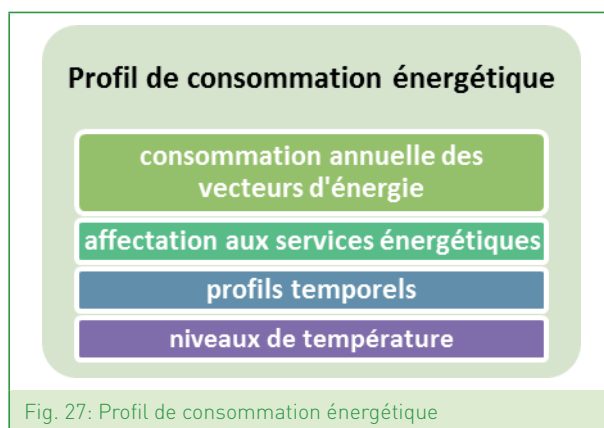 Profil de consommation énergétique
consommation annuelle des
vecteurs d'énergie
affectation aux services énergétiques
profils temporels
niveaux de température
Fig. 27: Profil de consommation énergétique